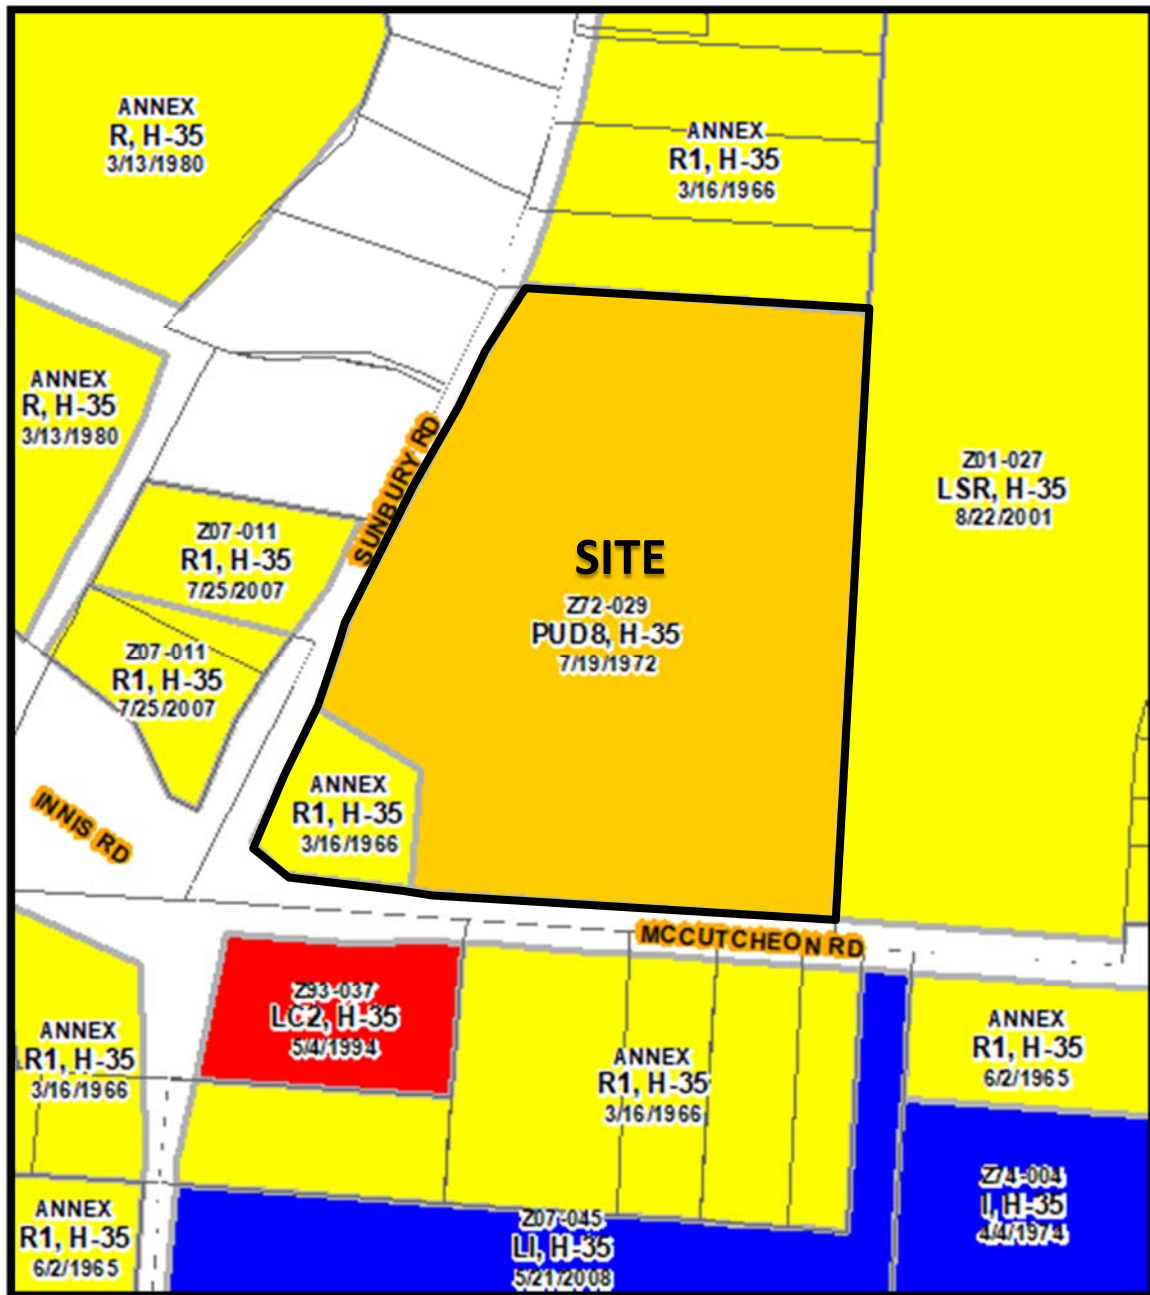 ANNEX
R, H-35
3/13/1980
ANNEX
R1, H-35
3/16/1966
ANNEX
R, H-35
3/13/1980
SUNBURY RD
Z01-027
LSR, H-35
8/22/2001
Z07-011
R1, H-35
7/25/2007
SITE
Z72-029
PUD8, H-35
7/19/1972
Z07-011
R1, H-35
7/25/2007
ANNEX
R1, H-35
3/16/1966
INNIS RD
MCCUTCHEON RD
Z93-037
LC2, H-35
5/4/1994
ANNEX
R1, H-35
3/16/1966
ANNEX
R1, H-35
3/16/1966
ANNEX
R1, H-35
6/2/1965
Z74-004
I, H-35
4/4/1974
ANNEX
R1, H-35
6/2/1965
Z07-045
LI, H-35
5/21/2008